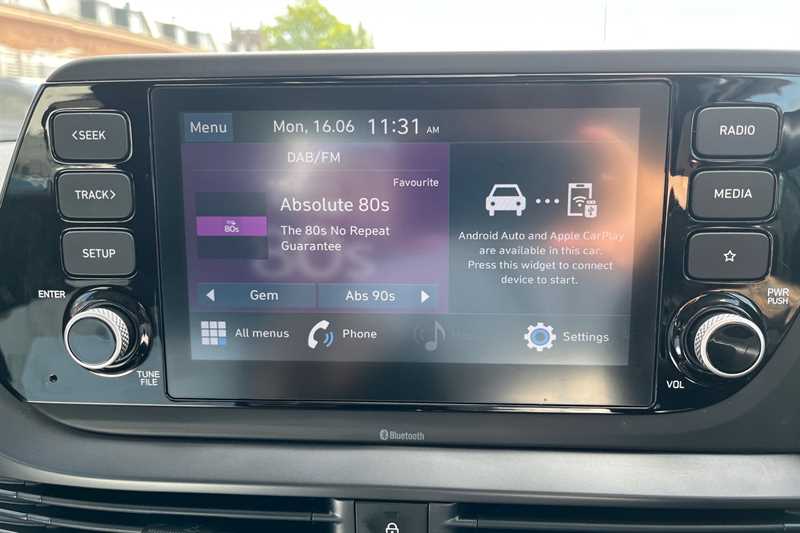 <SEEK
TRACK>
SETUP
ENTER
TUNE
FILE
Menu
Mon, 16.06
11:31 AM
DAB/FM
Favourite
80s
Absolute 80s
The 80s No Repeat
Guarantee
Gem
Abs 90s
Android Auto and Apple CarPlay
are available in this car.
Press this widget to connect
device to start.
All menus
Phone
Settings
RADIO
MEDIA
PWR
PUSH
VOL
Bluetooth